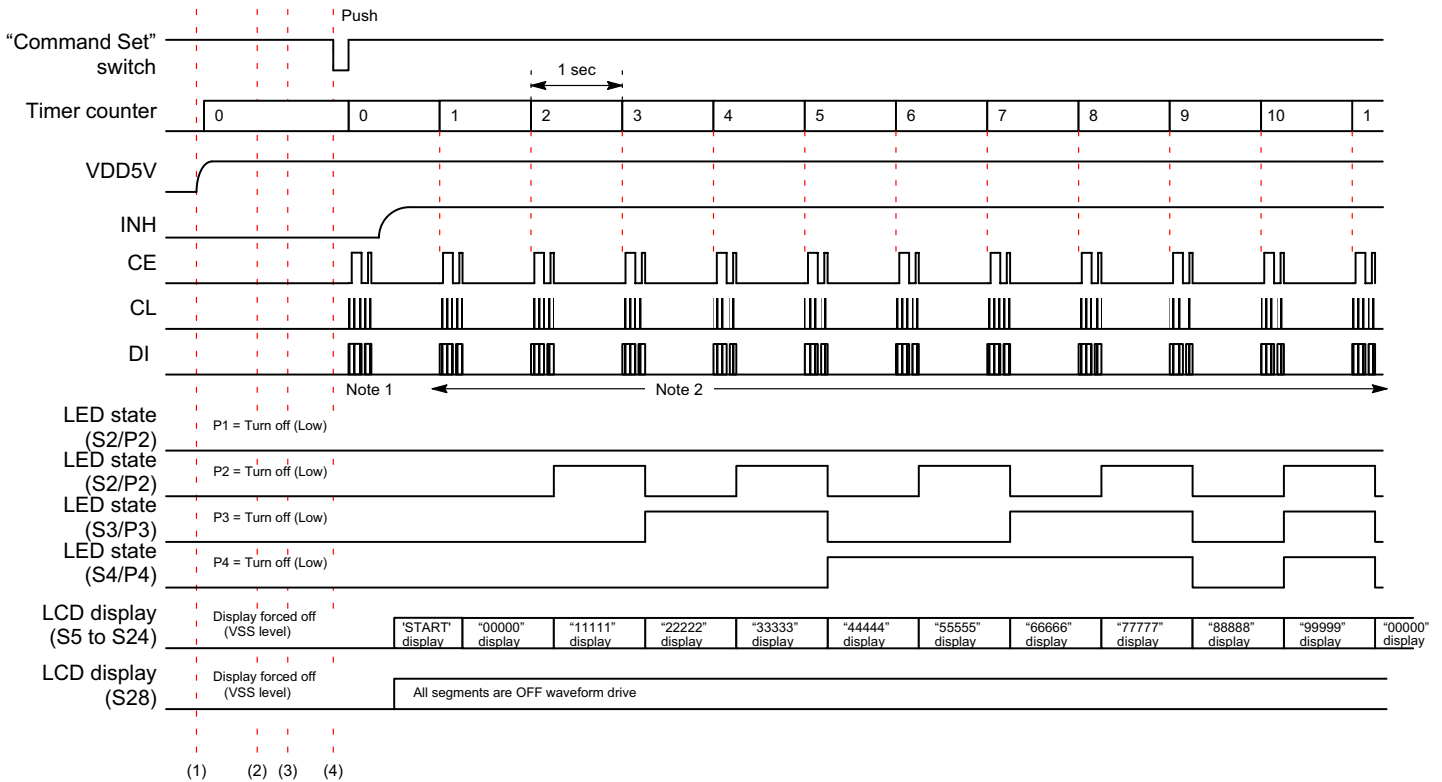 Push
“Command Set”
switch
1 sec
Timer counter
0 0 1 2 3 4 5 6 7 8 9 10 1
VDD5V
INH
CE
CL
DI
Note 1 Note 2
LED state
(S2/P2)
P1 = Turn off (Low)
LED state
(S2/P2)
P2 = Turn off (Low)
LED state
(S3/P3)
P3 = Turn off (Low)
LED state
(S4/P4)
P4 = Turn off (Low)
LCD display
(S5 to S24)
Display forced off
(VSS level)
'START'
display
“00000”
display
“11111”
display
“22222”
display
“33333”
display
“44444”
display
“55555”
display
“66666”
display
“77777”
display
“88888”
display
“99999”
display
“00000”
display
LCD display
(S28)
Display forced off
(VSS level)
All segments are OFF waveform drive
(1) (2) (3) (4)